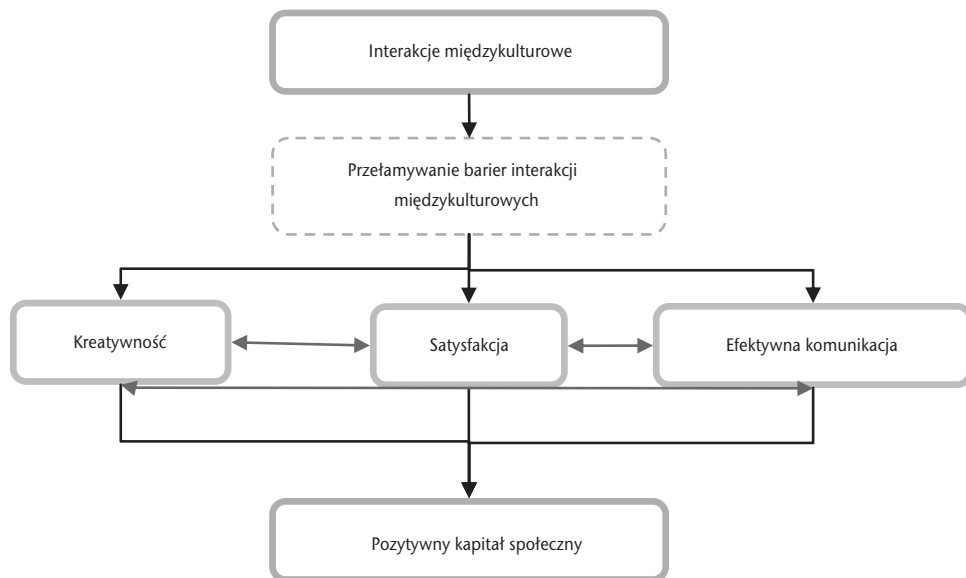 Interakcje międzykulturowe
Przełamywanie barier interakcji
międzykulturowych
Kreatywność
Satysfakcja
Efektywna komunikacja
Pozytywny kapitał społeczny